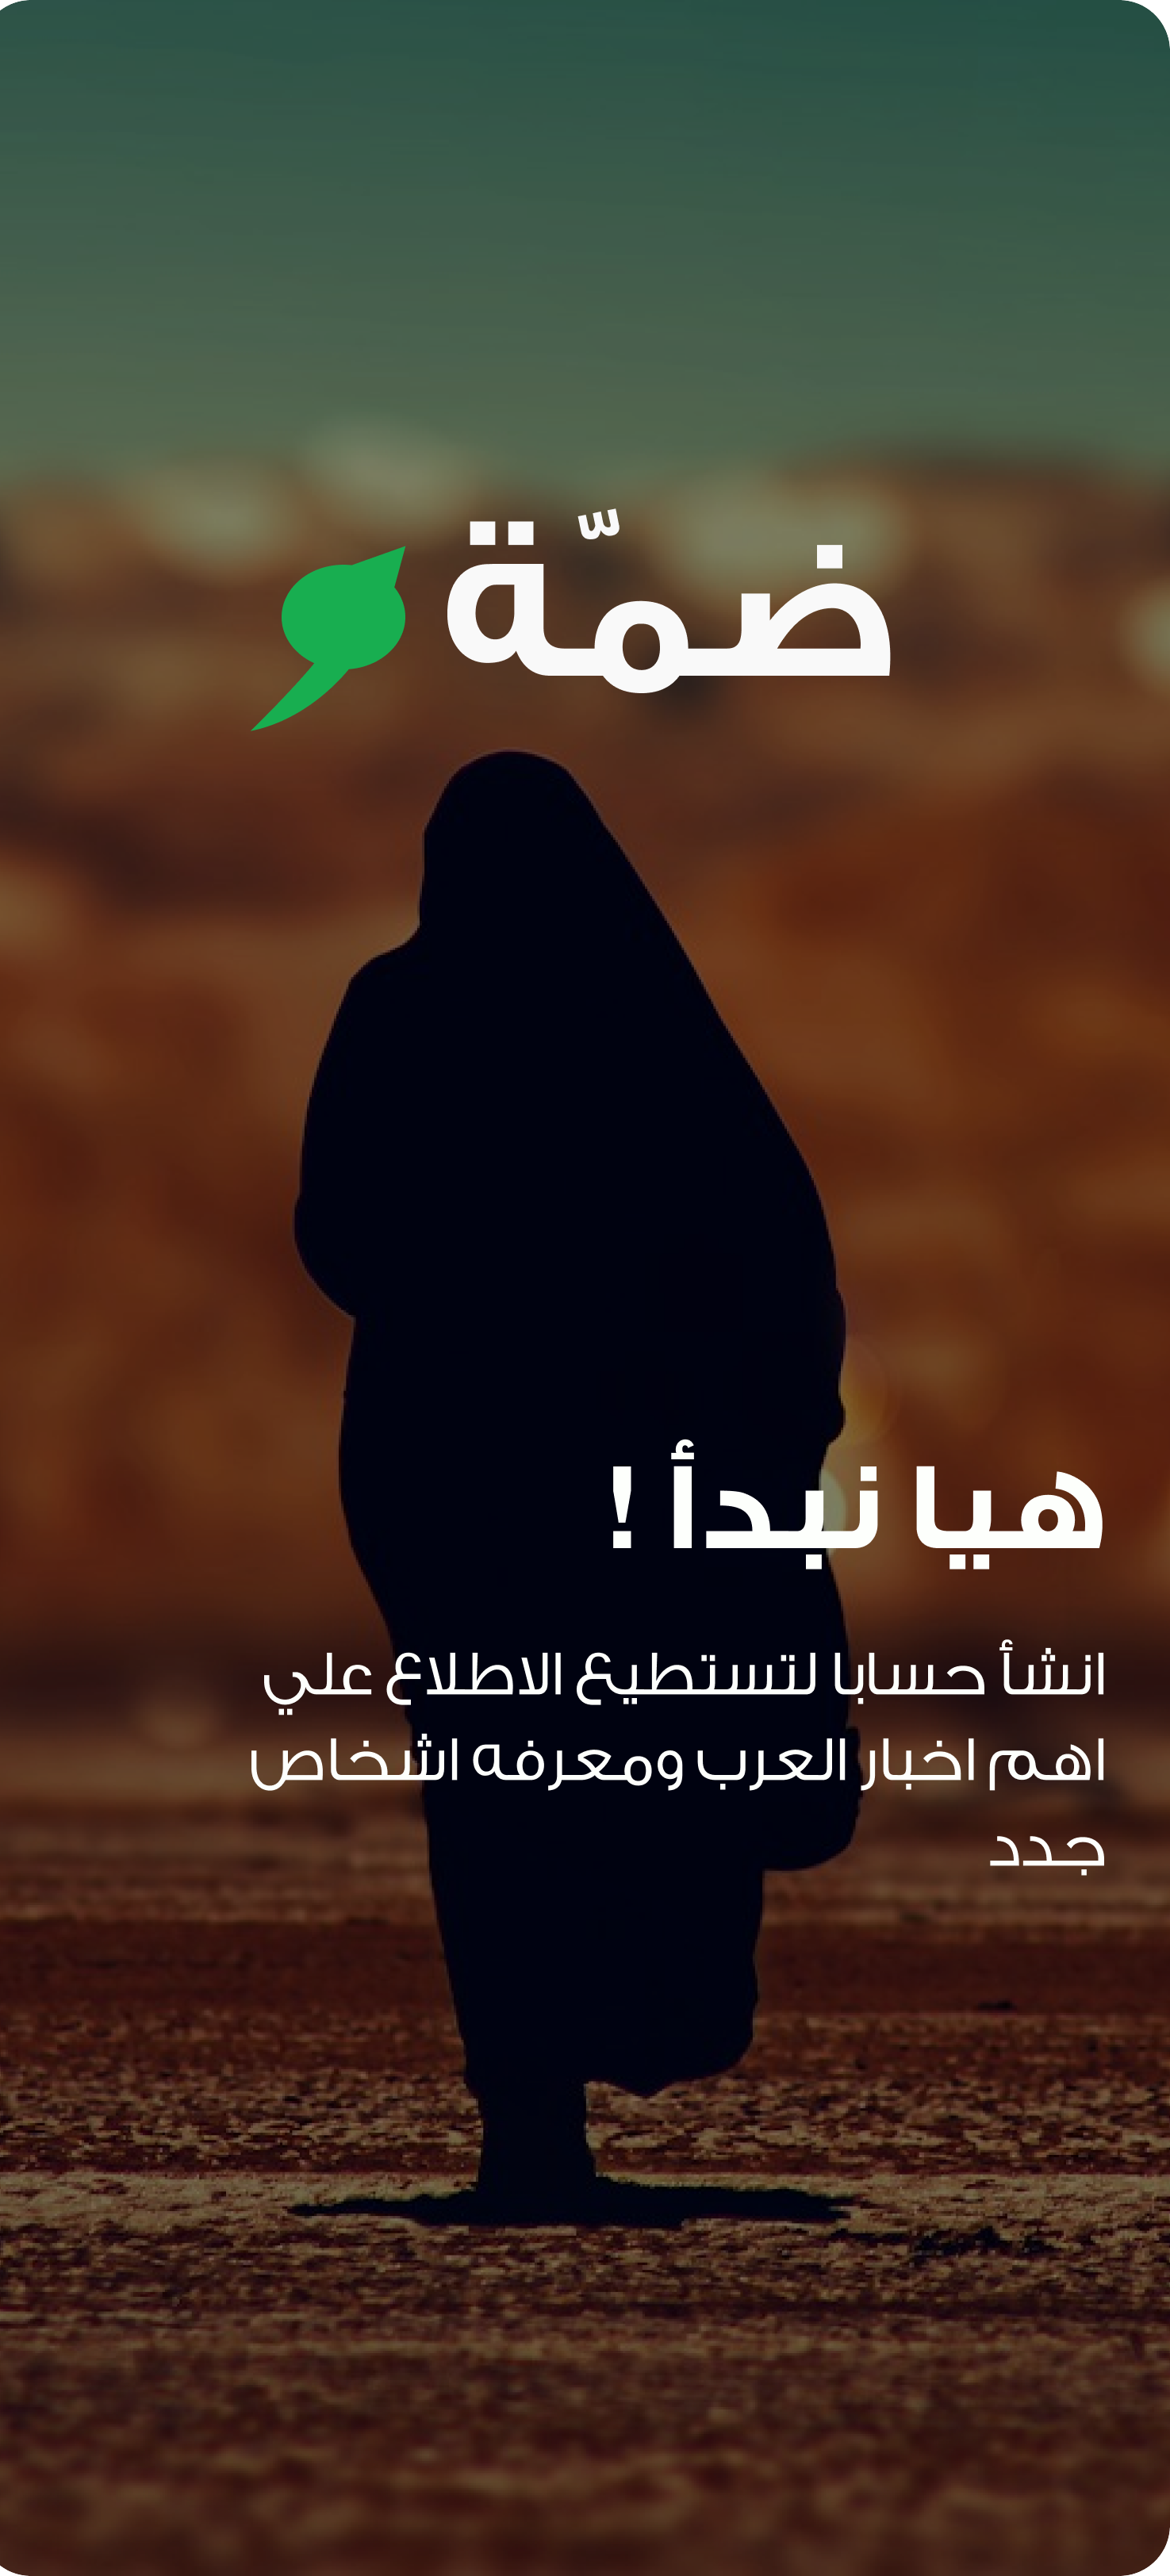 ضمّة
هيا نبدأ !
انشأ حسابا لتستطيع الاطلاع علي
اهم اخبار العرب ومعرفه اشخاص
جدد